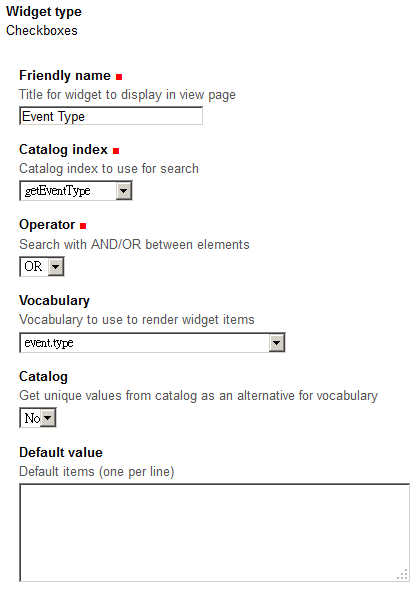 Widget type
Checkboxes
Friendly name
Title for widget to display in view page
Event Type
Catalog index
Catalog index to use for search
getEventType
Operator
Search with AND/OR between elements
OR
Vocabulary
Vocabulary to use to render widget items
event.type
Catalog
Get unique values from catalog as an alternative for vocabulary
No
Default value
Default items (one per line)